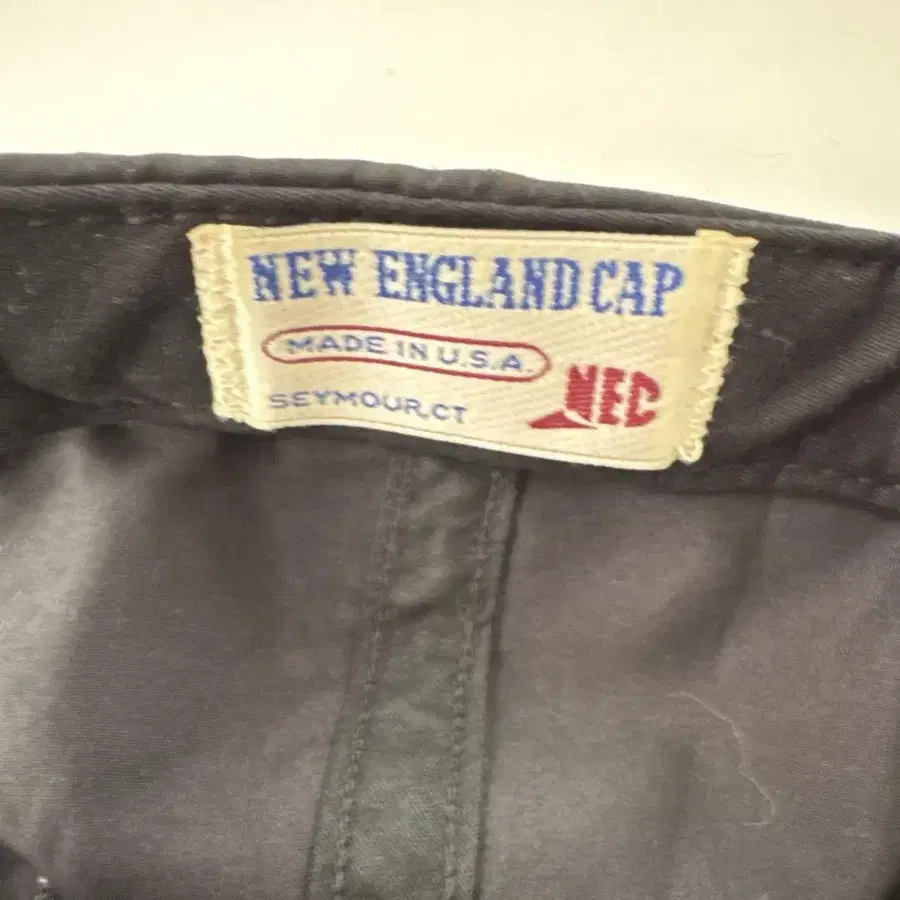 NEW ENGLAND CAP
MADE IN U.S.A.
NEC
SEYMOUR, CT